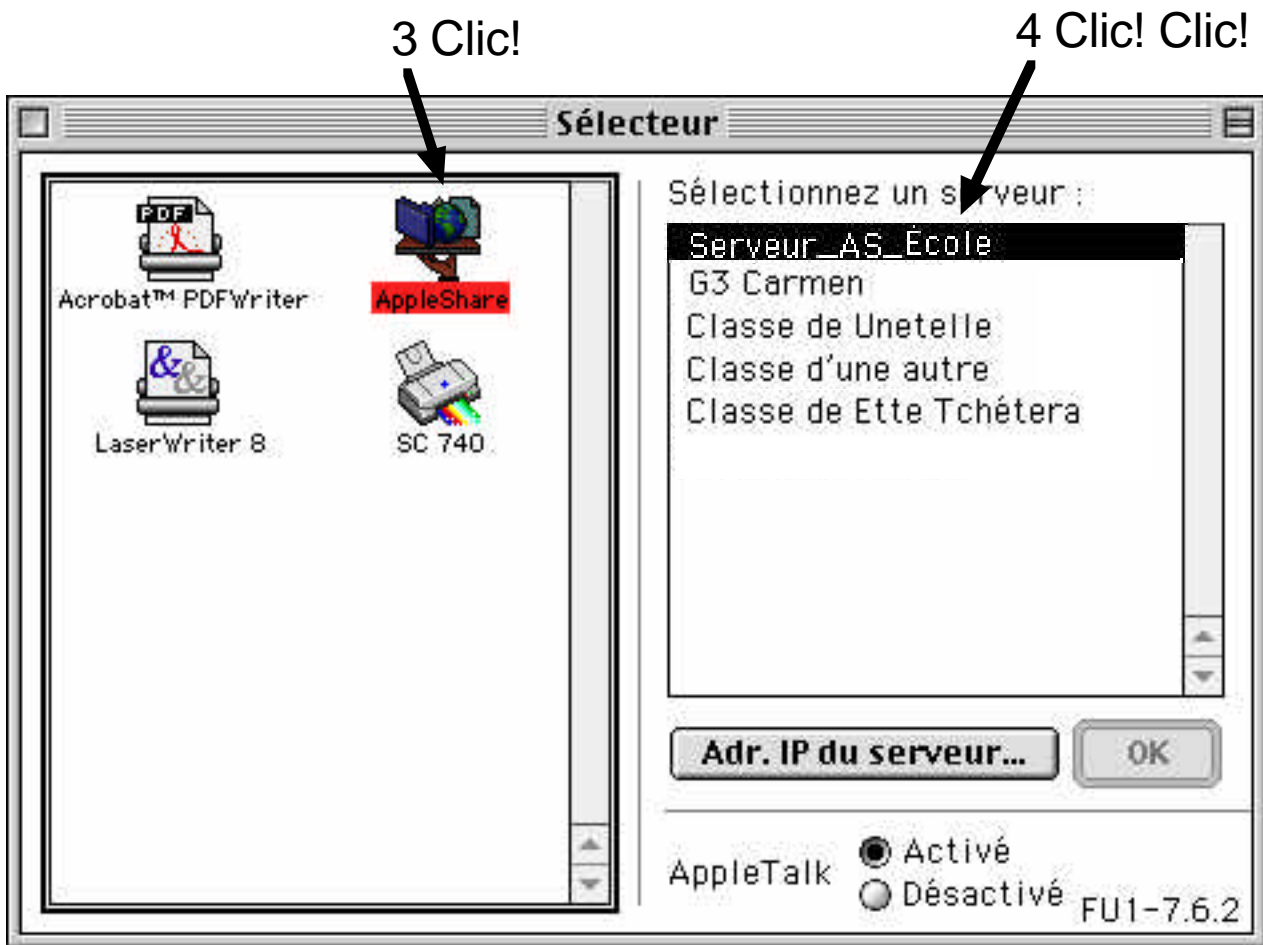 3 Clic!
4 Clic! Clic!
Sélecteur
PDF
Acrobat™ PDFWriter
AppleShare
&&
LaserWriter 8
SC 740
Sélectionnez un serveur :
Serveur_AS_École
G3 Carmen
Classe de Unetelle
Classe d'une autre
Classe de Ette Tchétera
Adr. IP du serveur...
OK
AppleTalk
Activé
Désactivé
FU1-7.6.2